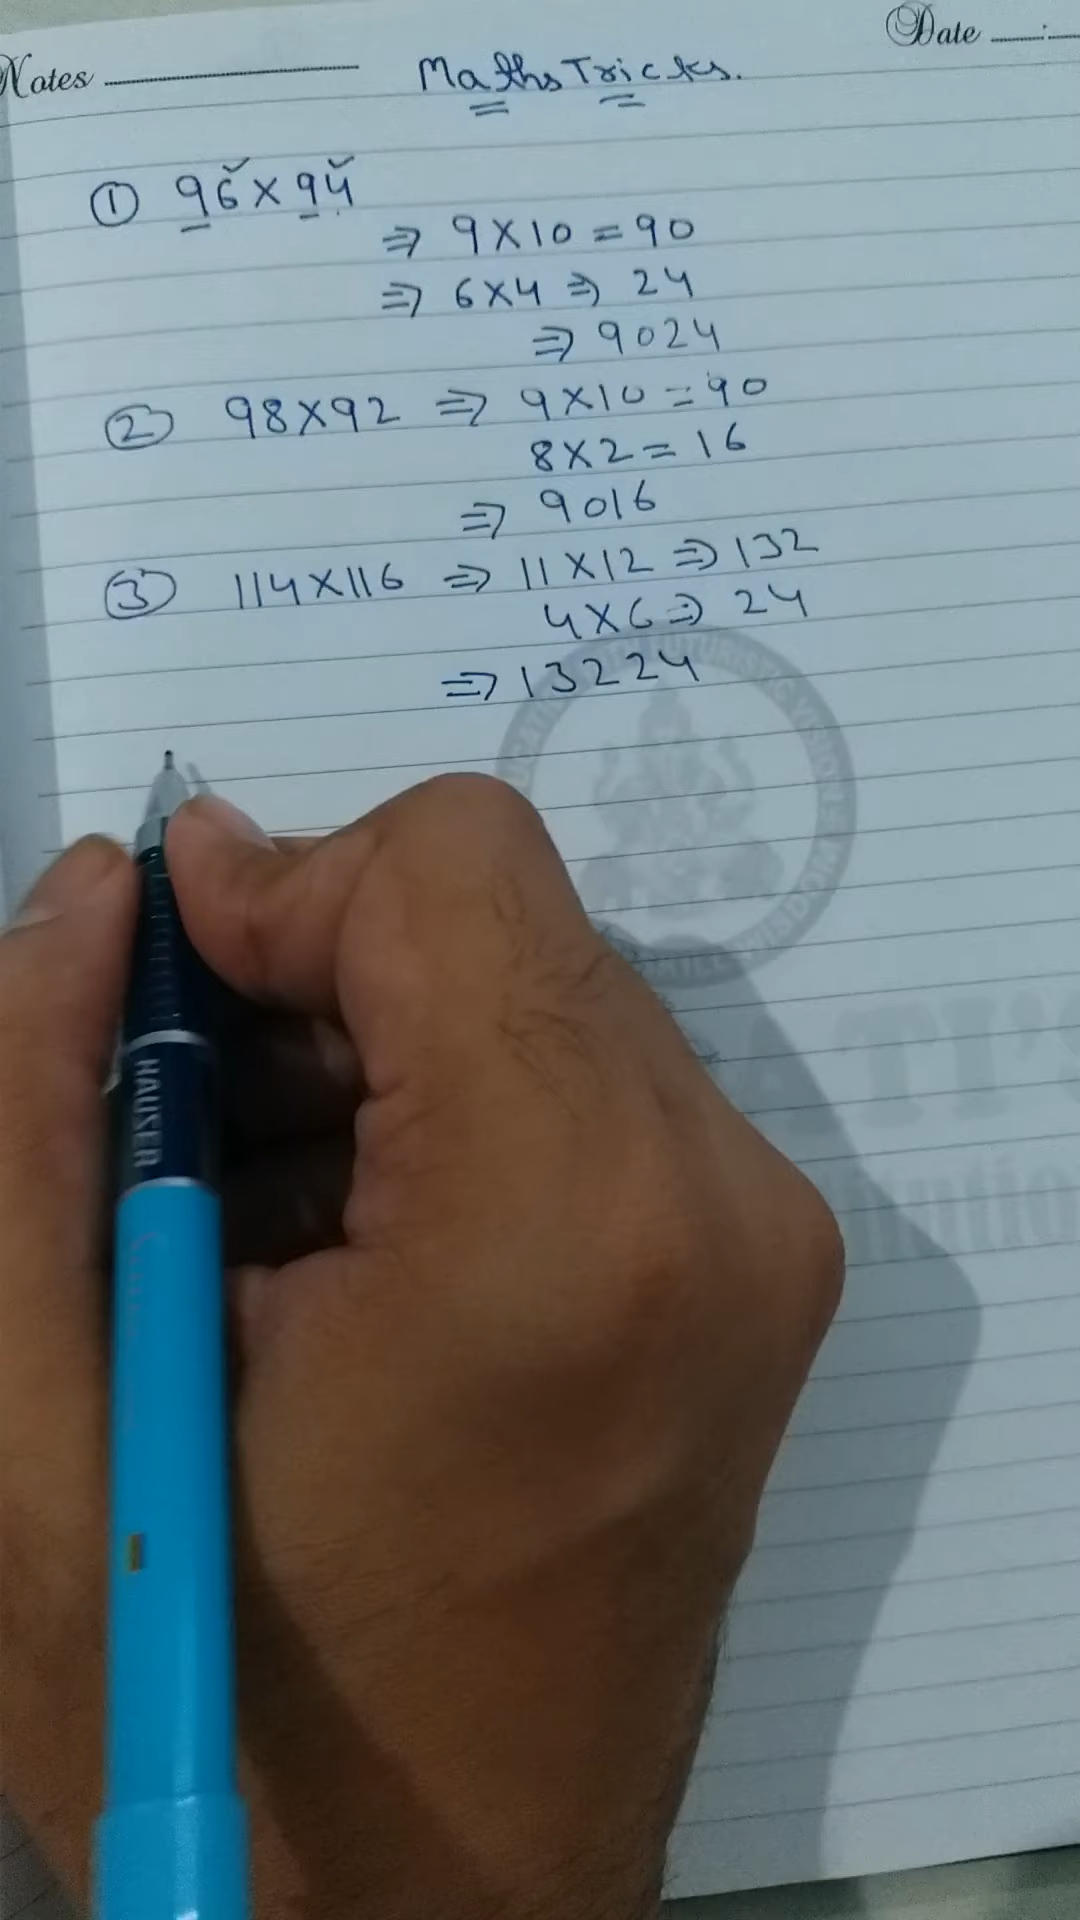 Notes
Date
Maths Tricks.
① 96×94
⇒ 9×10=90
⇒ 6×4 ⇒ 24
⇒ 9024
② 98×92 ⇒ 9×10=90
8×2=16
⇒ 9016
③ 114×116 ⇒ 11×12 ⇒ 132
4×6 ⇒ 24
⇒ 13224
HAUSER